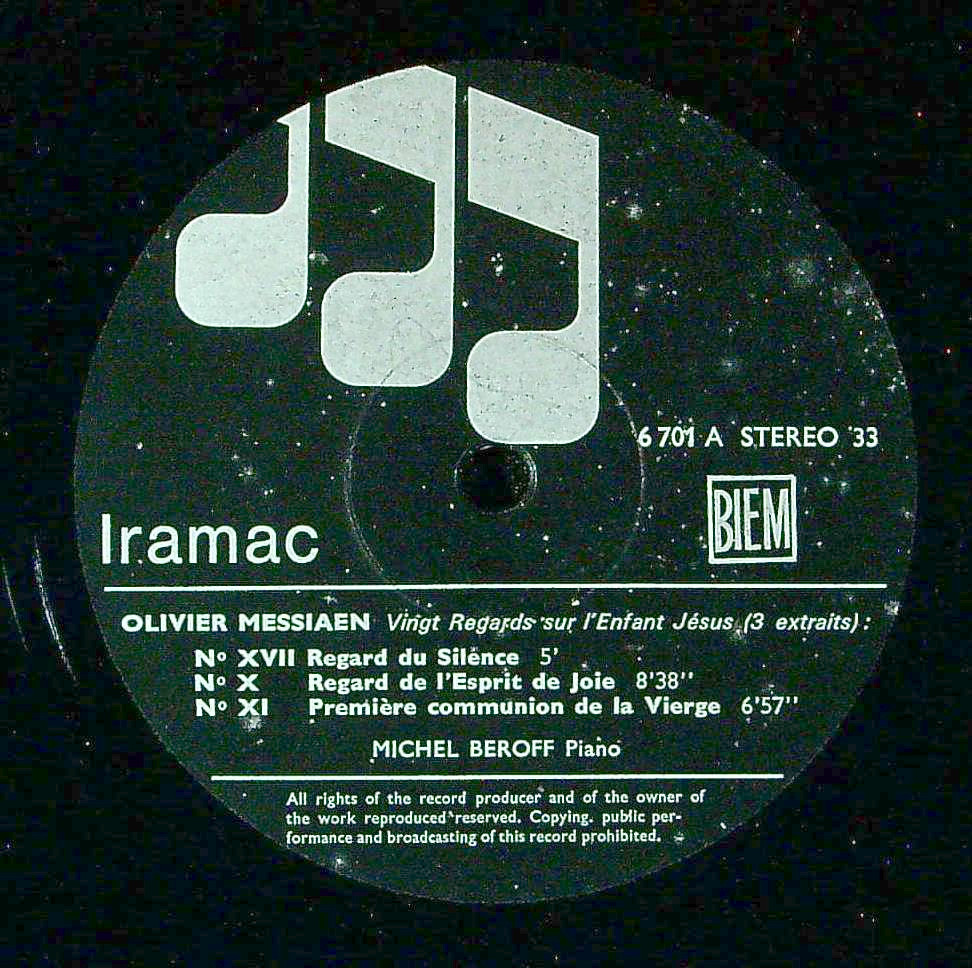 6 701 A STEREO 33
BIEM
Iramac
OLIVIER MESSIAEN Vingt Regards sur l'Enfant Jésus (3 extraits) :
Nº XVII Regard du Silence 5'
Nº X Regard de l'Esprit de Joie 8'38''
Nº XI Première communion de la Vierge 6'57''
MICHEL BEROFF Piano
All rights of the record producer and of the owner of
the work reproduced reserved. Copying. public per-
formance and broadcasting of this record prohibited.